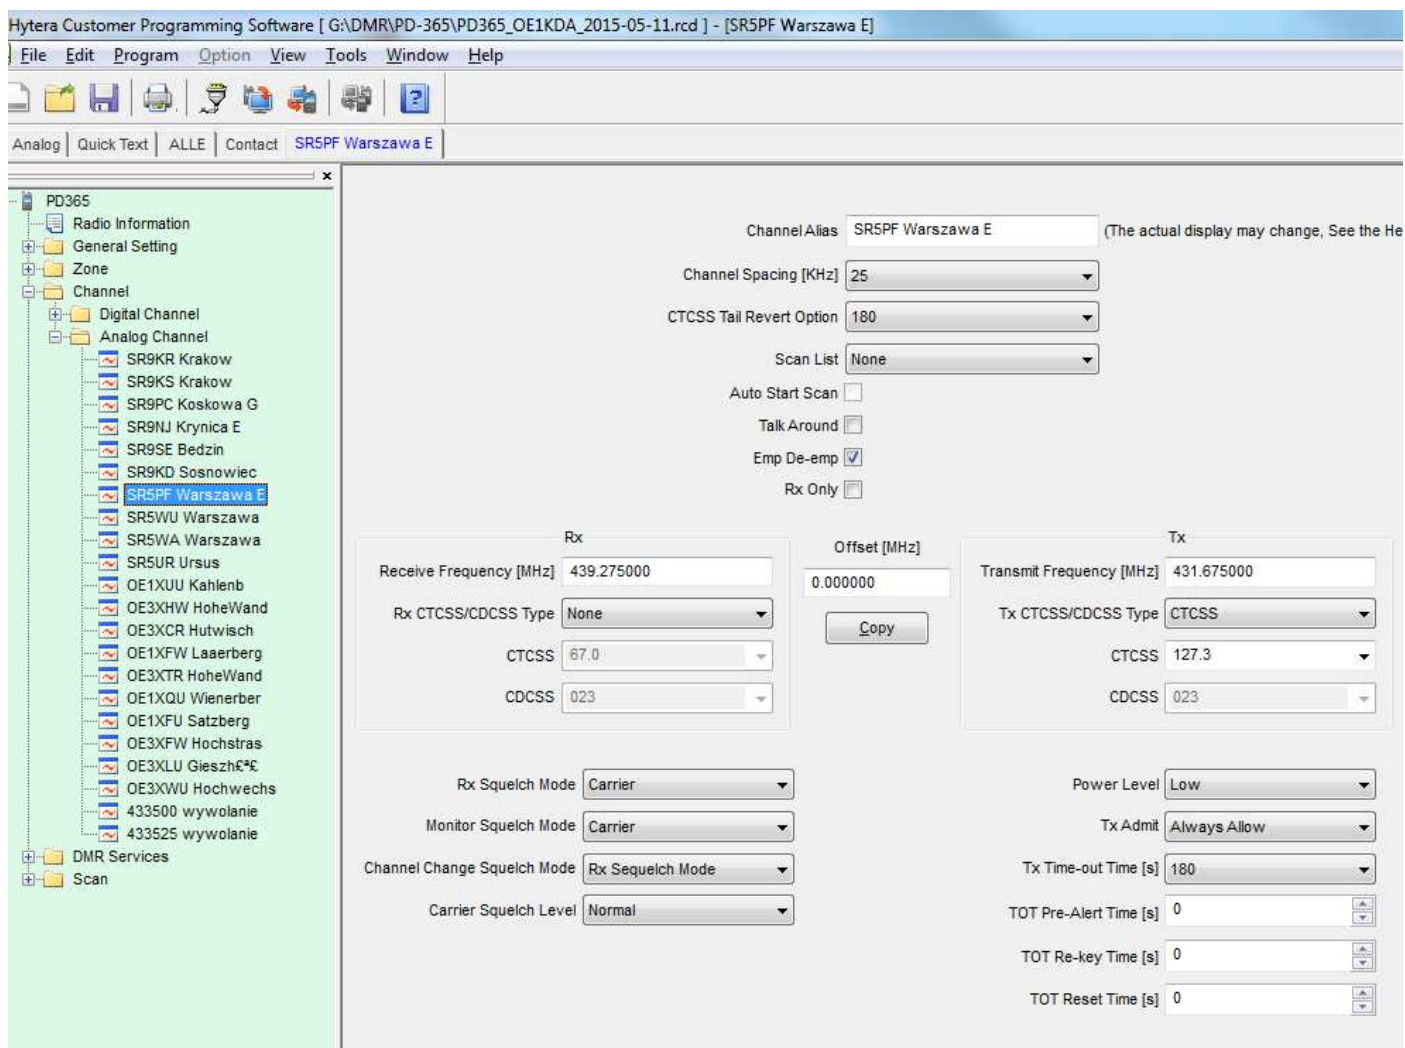 Hytera Customer Programming Software [ G:\DMR\PD-365\PD365_OE1KDA_2015-05-11.rcd ] - [SR5PF Warszawa E]
File Edit Program Option View Tools Window Help
Analog Quick Text ALLE Contact SR5PF Warszawa E
x
PD365
Radio Information
General Setting
Zone
Channel
Digital Channel
Analog Channel
SR9KR Krakow
SR9KS Krakow
SR9PC Koskowa G
SR9NJ Krynica E
SR9SE Bedzin
SR9KD Sosnowiec
SR5PF Warszawa E
SR5WU Warszawa
SR5WA Warszawa
SR5UR Ursus
OE1XUU Kahlenb
OE3XHW HoheWand
OE3XCR Hutwisch
OE1XFW Laaerberg
OE3XTR HoheWand
OE1XQU Wienerber
OE1XFU Satzberg
OE3XFW Hochstras
OE3XLU Gieszh£ª£
OE3XWU Hochwechs
433500 wywolanie
433525 wywolanie
DMR Services
Scan
Channel Alias SR5PF Warszawa E (The actual display may change, See the He
Channel Spacing [KHz] 25
CTCSS Tail Revert Option 180
Scan List None
Auto Start Scan
Talk Around
Emp De-emp
Rx Only
Rx
Receive Frequency [MHz] 439.275000
Rx CTCSS/CDCSS Type None
CTCSS 67.0
CDCSS 023
Offset [MHz]
0.000000
Copy
Tx
Transmit Frequency [MHz] 431.675000
Tx CTCSS/CDCSS Type CTCSS
CTCSS 127.3
CDCSS 023
Rx Squelch Mode Carrier
Monitor Squelch Mode Carrier
Channel Change Squelch Mode Rx Sequelch Mode
Carrier Squelch Level Normal
Power Level Low
Tx Admit Always Allow
Tx Time-out Time [s] 180
TOT Pre-Alert Time [s] 0
TOT Re-key Time [s] 0
TOT Reset Time [s] 0